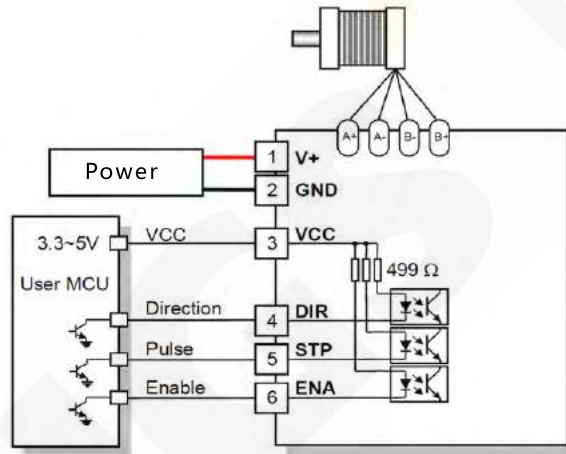 A+ A- B- B+
Power
1 V+
2 GND
3.3~5V VCC 3 VCC
499 Ω
User MCU
Direction 4 DIR
Pulse 5 STP
Enable 6 ENA